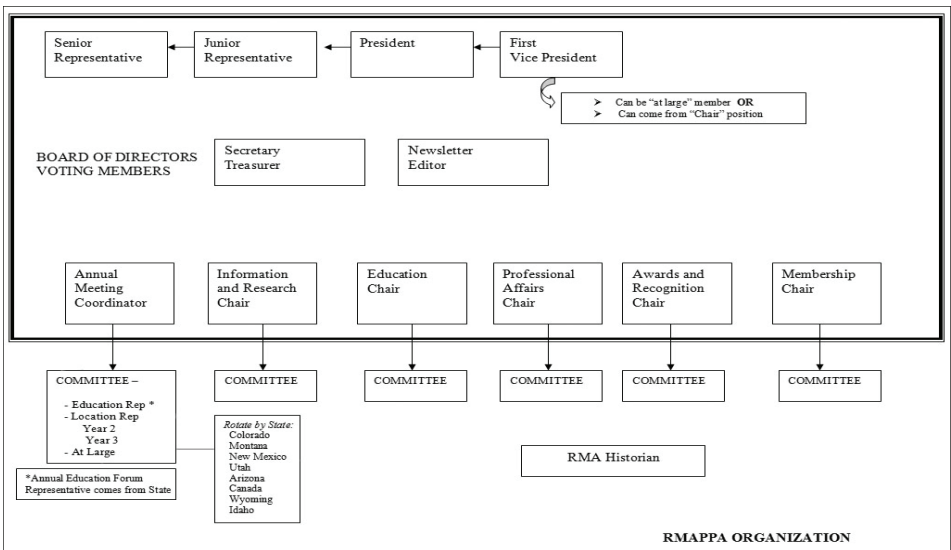 Senior
Representative
Junior
Representative
President
First
Vice President
➤ Can be "at large" member OR
➤ Can come from "Chair" position
BOARD OF DIRECTORS
VOTING MEMBERS
Secretary
Treasurer
Newsletter
Editor
Annual
Meeting
Coordinator
Information
and Research
Chair
Education
Chair
Professional
Affairs
Chair
Awards and
Recognition
Chair
Membership
Chair
COMMITTEE –
- Education Rep *
- Location Rep
Year 2
Year 3
- At Large
COMMITTEE
COMMITTEE
COMMITTEE
COMMITTEE
COMMITTEE
*Annual Education Forum
Representative comes from State
Rotate by State:
Colorado
Montana
New Mexico
Utah
Arizona
Canada
Wyoming
Idaho
RMA Historian
RMAPPA ORGANIZATION